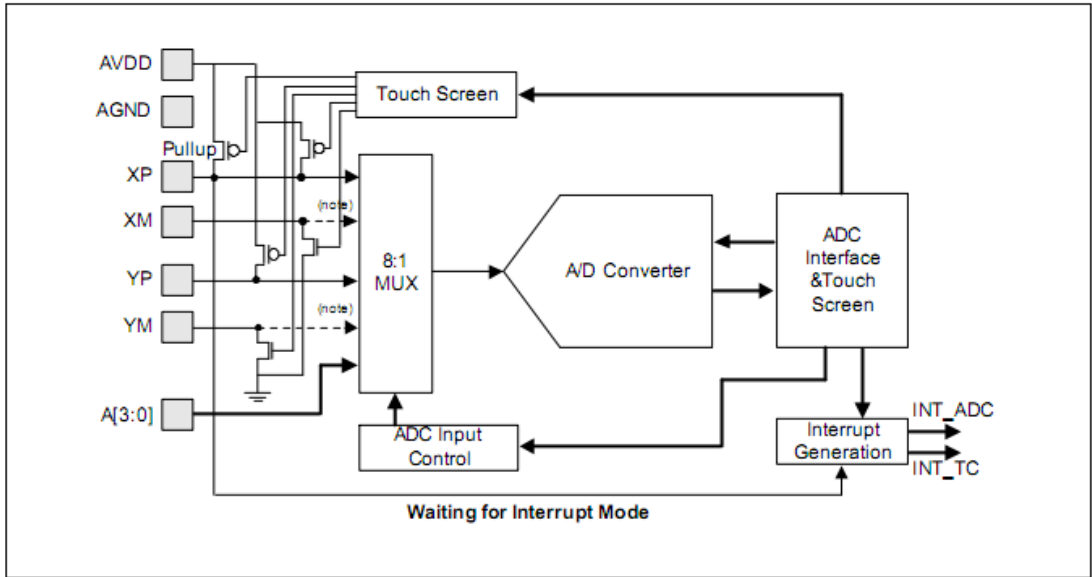 AVDD
AGND
Pullup
XP
XM
YP
YM
A[3:0]
Touch Screen
(note)
(note)
8:1
MUX
A/D Converter
ADC
Interface
&Touch
Screen
ADC Input
Control
Interrupt
Generation
INT_ADC
INT_TC
Waiting for Interrupt Mode